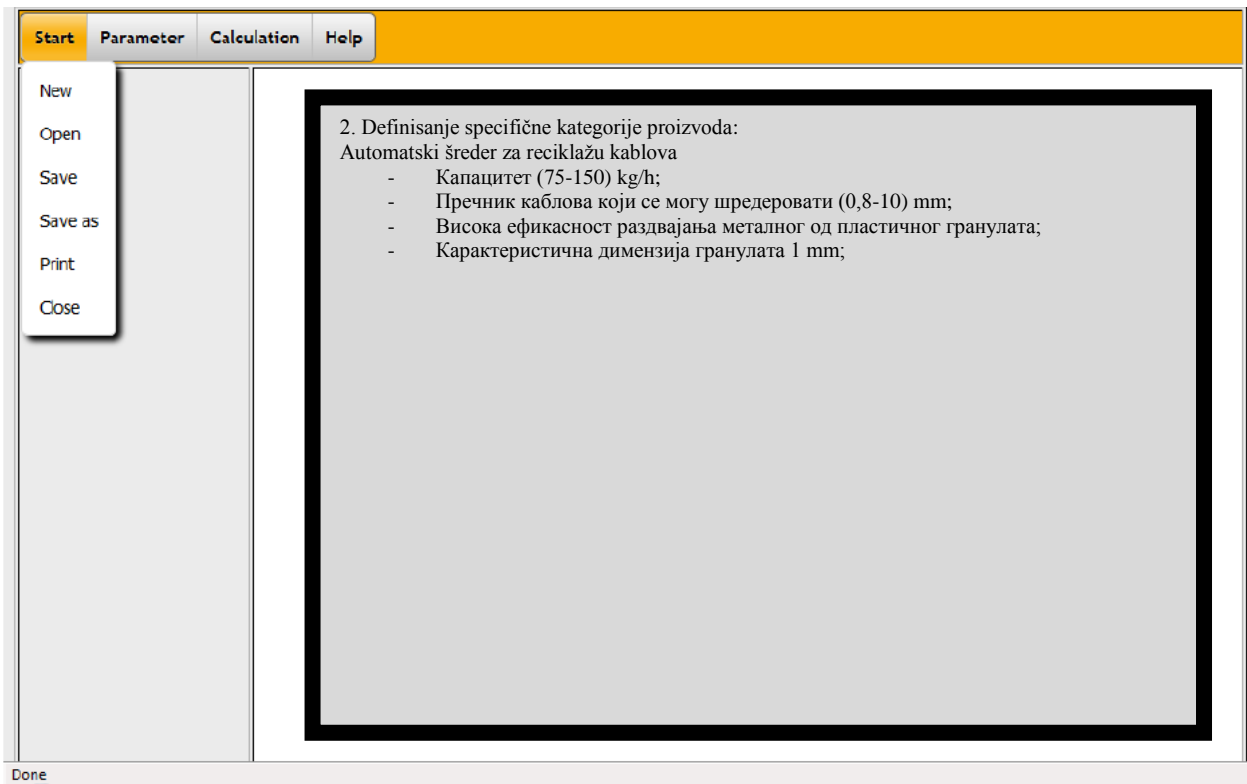 Start Parameter Calculation Help
New
Open
Save
Save as
Print
Close
2. Definisanje specifične kategorije proizvoda:
Automatski šreder za reciklažu kablova
- Капацитет (75-150) kg/h;
- Пречник каблова који се могу шредеровати (0,8-10) mm;
- Висока ефикасност раздвајања металног од пластичног гранулата;
- Карактеристична димензија гранулата 1 mm;
Done